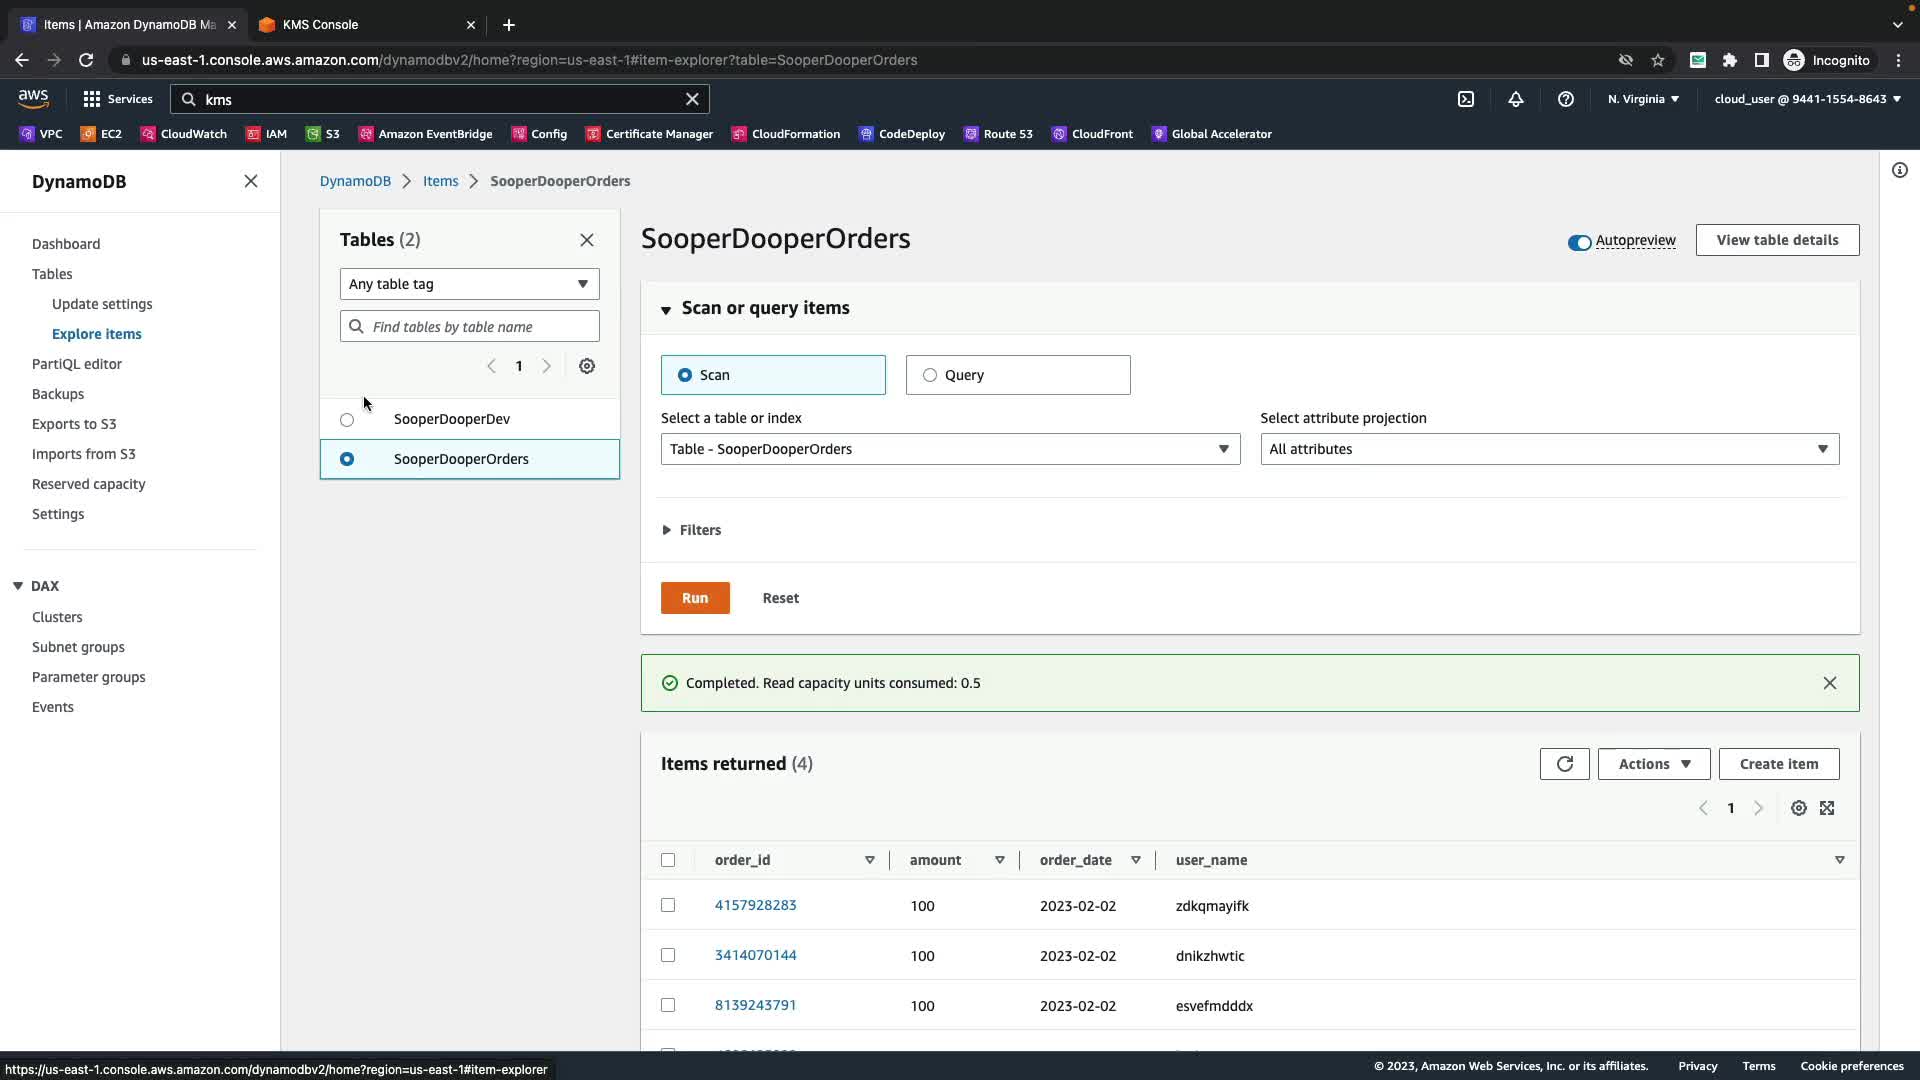 Items | Amazon DynamoDB Ma
KMS Console
us-east-1.console.aws.amazon.com/dynamodbv2/home?region=us-east-1#item-explorer?table=SooperDooperOrders
Incognito
aws
Services
kms
N. Virginia
cloud_user @ 9441-1554-8643
VPC
EC2
CloudWatch
IAM
S3
Amazon EventBridge
Config
Certificate Manager
CloudFormation
CodeDeploy
Route 53
CloudFront
Global Accelerator
DynamoDB
Dashboard
Tables
Update settings
Explore items
PartiQL editor
Backups
Exports to S3
Imports from S3
Reserved capacity
Settings
DAX
Clusters
Subnet groups
Parameter groups
Events
DynamoDB
Items
SooperDooperOrders
Tables (2)
Any table tag
Find tables by table name
1
SooperDooperDev
SooperDooperOrders
SooperDooperOrders
Autopreview
View table details
Scan or query items
Scan
Query
Select a table or index
Table - SooperDooperOrders
Select attribute projection
All attributes
Filters
Run
Reset
Completed. Read capacity units consumed: 0.5
Items returned (4)
Actions
Create item
1
order_id amount order_date user_name
4157928283 100 2023-02-02 zdkqmayifk
3414070144 100 2023-02-02 dnikzhwtic
8139243791 100 2023-02-02 esvefmdddx
https://us-east-1.console.aws.amazon.com/dynamodbv2/home?region=us-east-1#item-explorer
© 2023, Amazon Web Services, Inc. or its affiliates.
Privacy
Terms
Cookie preferences